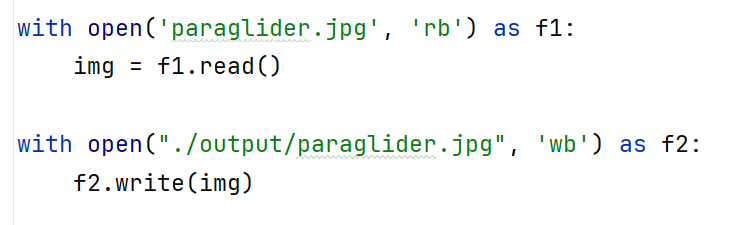 with open('paraglider.jpg', 'rb') as f1:
    img = f1.read()
with open("./output/paraglider.jpg", 'wb') as f2:
    f2.write(img)